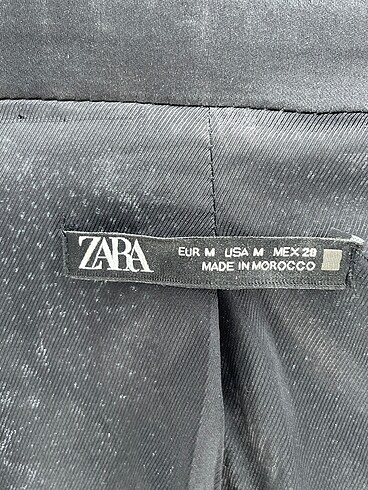 ZARA
EUR M USA M MEX 28
MADE IN MOROCCO